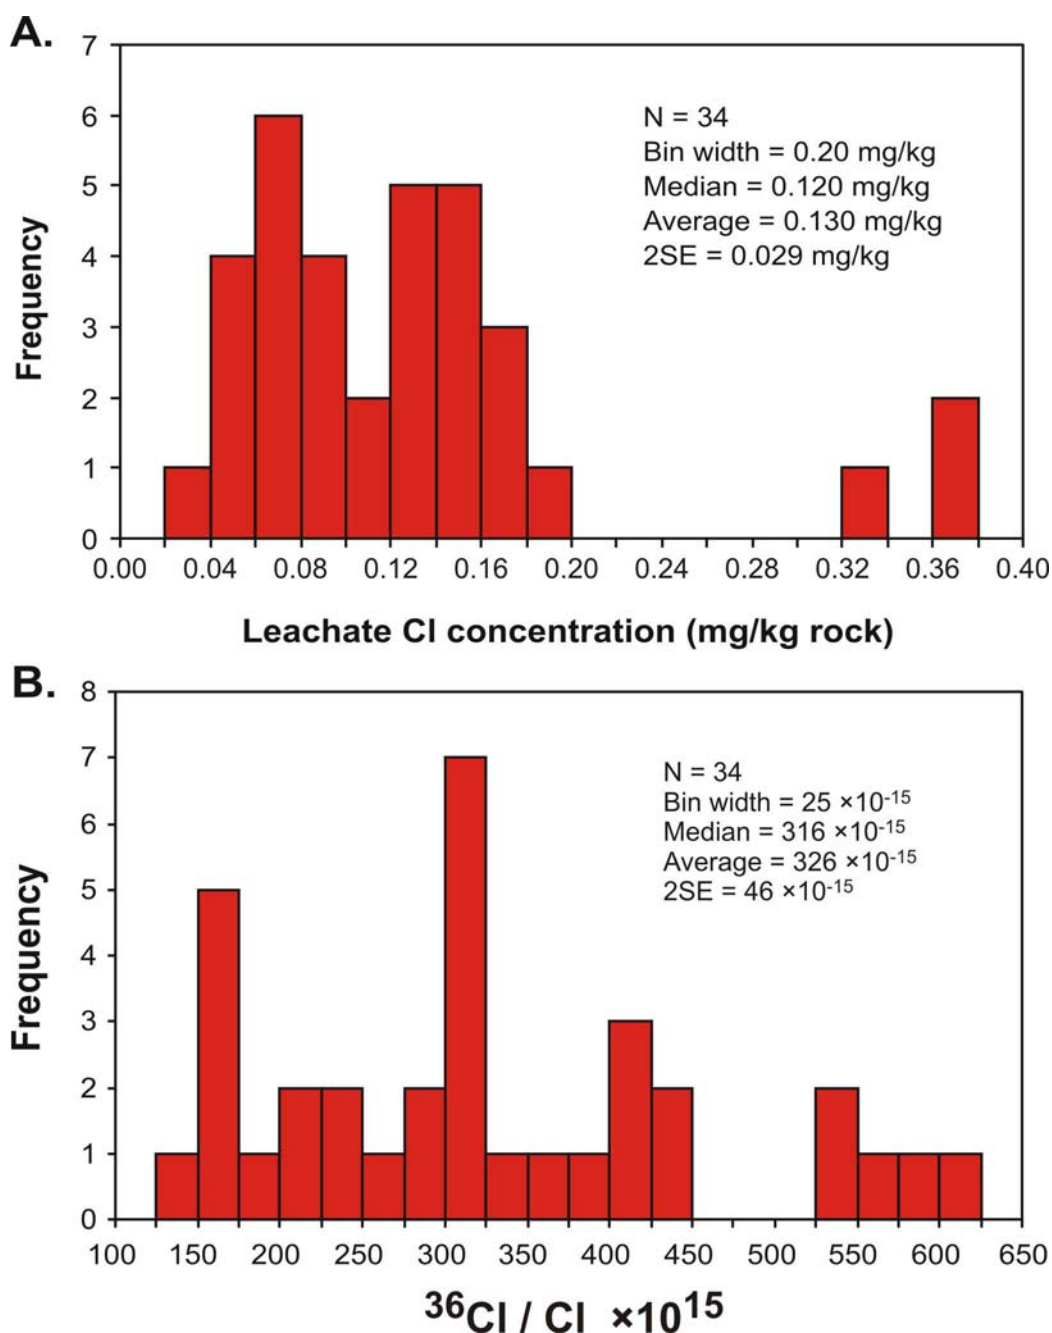 A.
7
6
5
4
3
2
1
0
Frequency
N = 34
Bin width = 0.20 mg/kg
Median = 0.120 mg/kg
Average = 0.130 mg/kg
2SE = 0.029 mg/kg
0.00 0.04 0.08 0.12 0.16 0.20 0.24 0.28 0.32 0.36 0.40
Leachate Cl concentration (mg/kg rock)
B.
8
7
6
5
4
3
2
1
0
Frequency
N = 34
Bin width = 25 ×10⁻¹⁵
Median = 316 ×10⁻¹⁵
Average = 326 ×10⁻¹⁵
2SE = 46 ×10⁻¹⁵
100 150 200 250 300 350 400 450 500 550 600 650
³⁶Cl / Cl ×10¹⁵